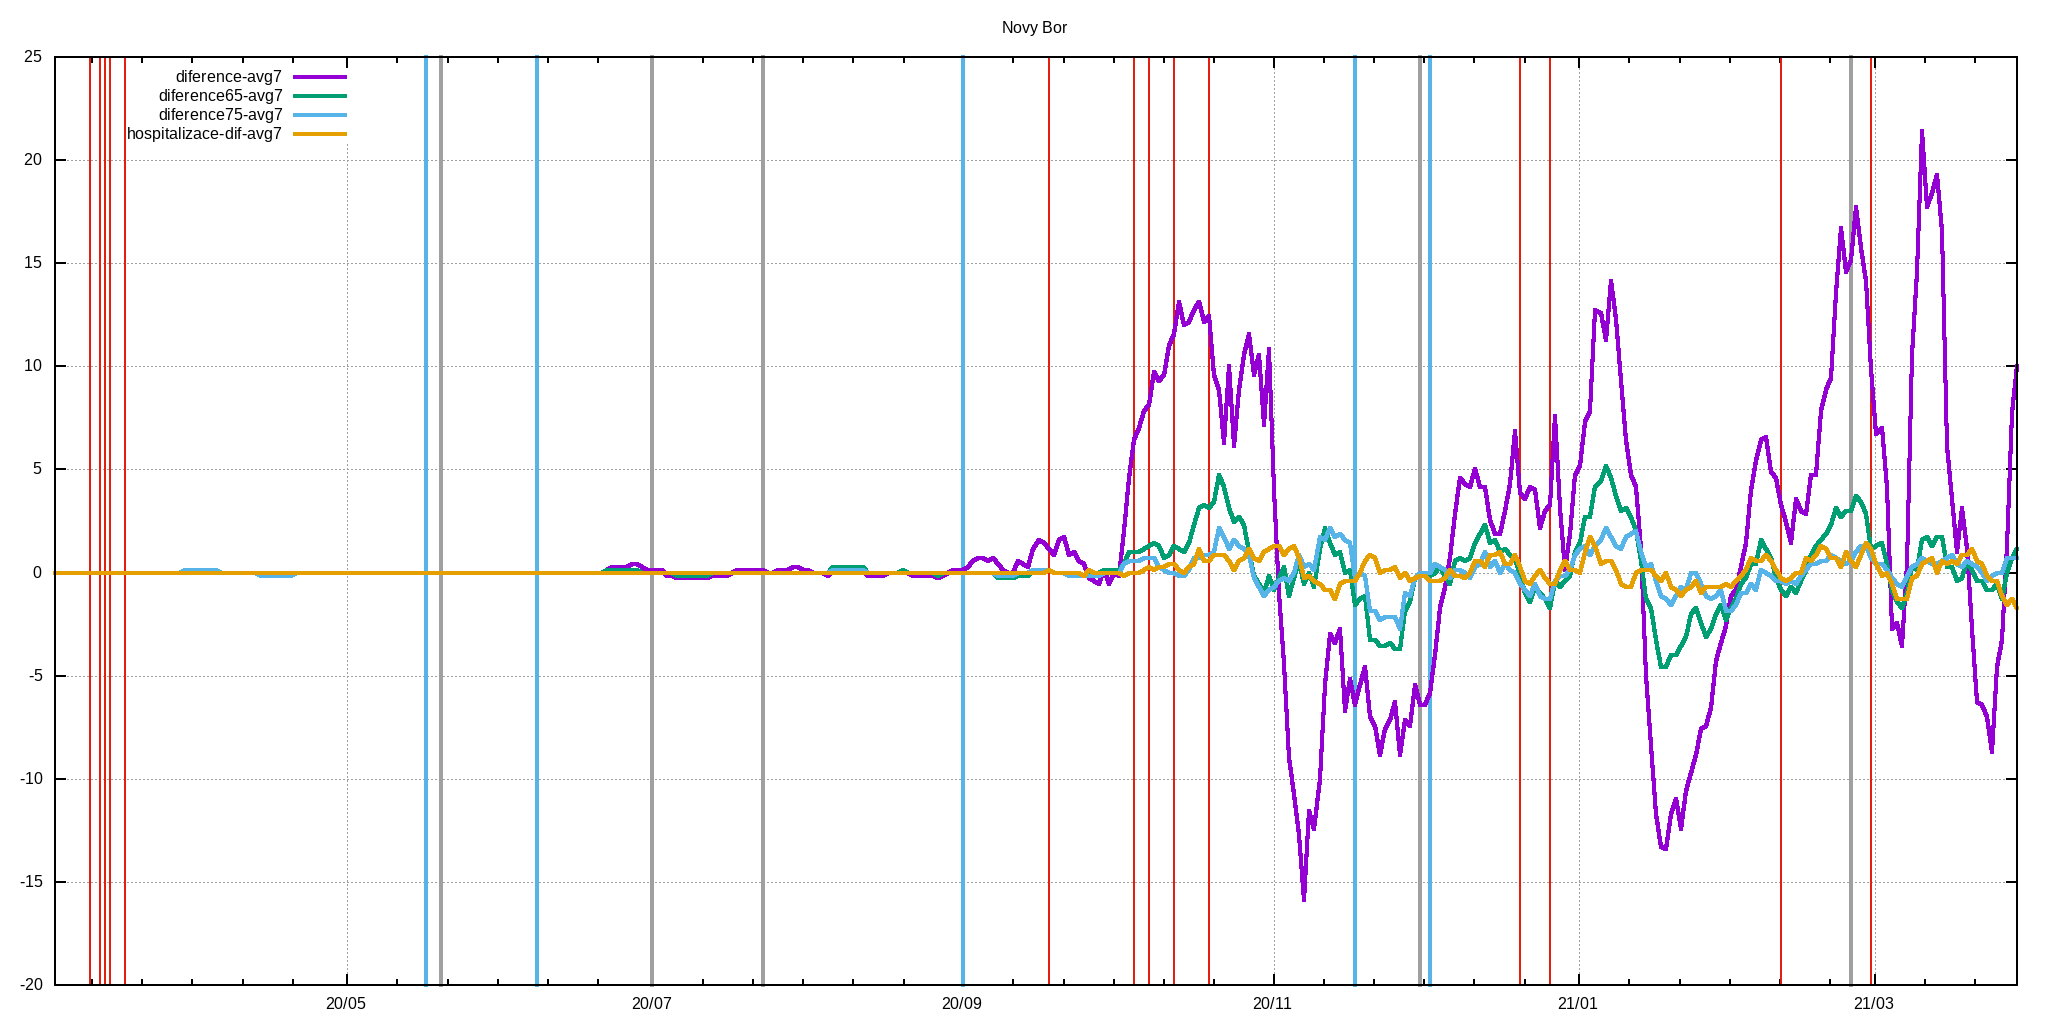 Novy Bor
25
diference-avg7
diference65-avg7
diference75-avg7
hospitalizace-dif-avg7
20
15
10
5
0
-5
-10
-15
-20
20/05 20/07 20/09 20/11 21/01 21/03